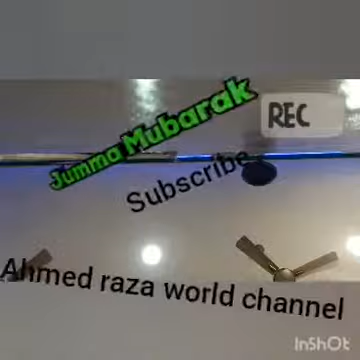 Jumma Mubarak
REC
Subscribe
Ahmed raza world channel
InShOt